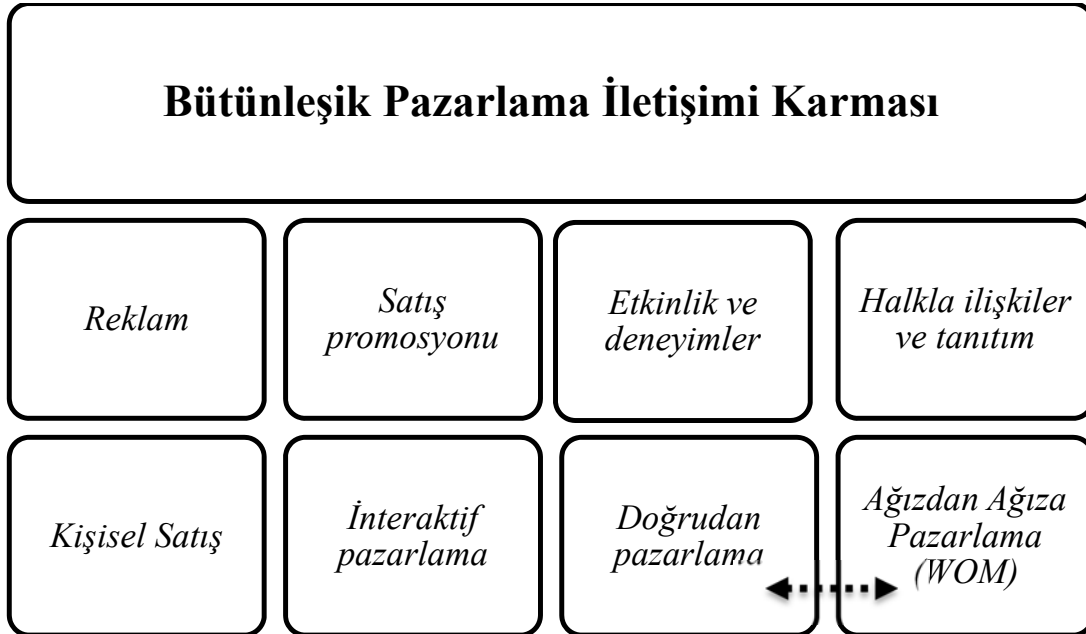 Bütünleşik Pazarlama İletişimi Karması
Reklam
Satış
promosyonu
Etkinlik ve
deneyimler
Halkla ilişkiler
ve tanıtım
Kişisel Satış
İnteraktif
pazarlama
Doğrudan
pazarlama
Ağızdan Ağıza
Pazarlama
(WOM)